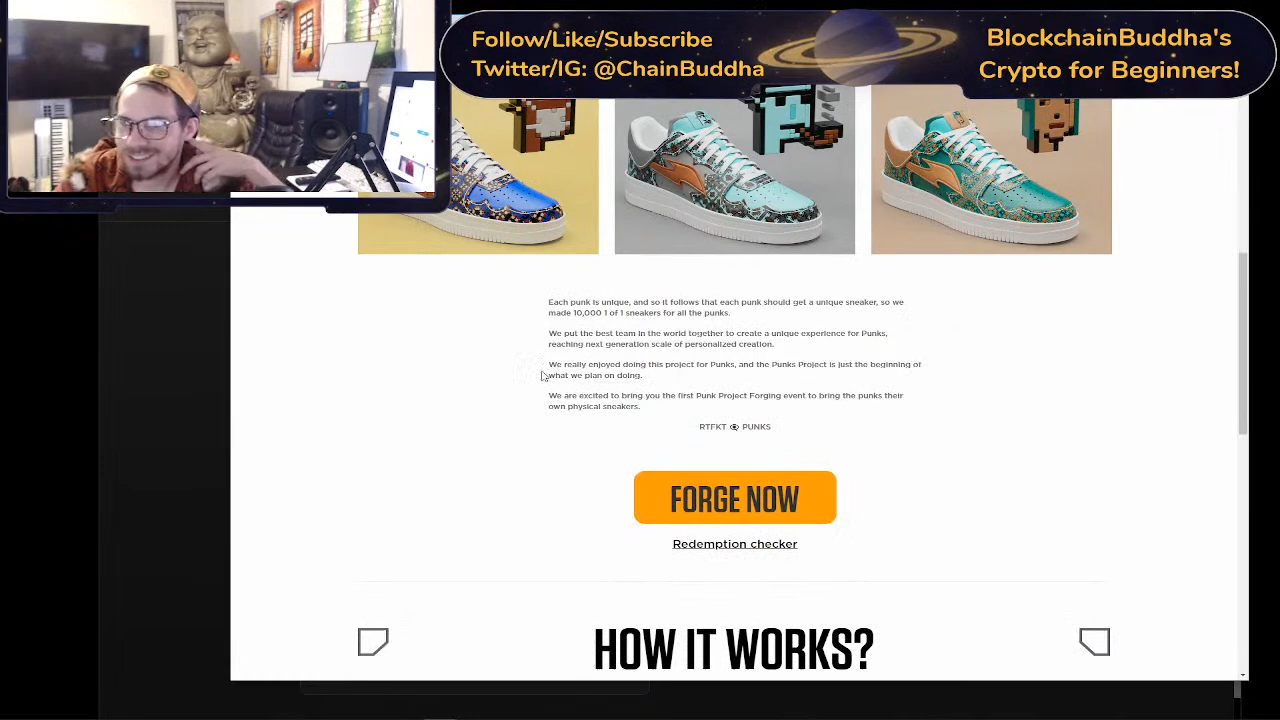 Follow/Like/Subscribe
Twitter/IG: @ChainBuddha
BlockchainBuddha's
Crypto for Beginners!
Each punk is unique, and so it follows that each punk should get a unique sneaker, so we
made 10,000 1 of 1 sneakers for all the punks.
We put the best team in the world together to create a unique experience for Punks,
reaching next generation scale of personalized creation.
We really enjoyed doing this project for Punks, and the Punks Project is just the beginning of
what we plan on doing.
We are excited to bring you the first Punk Project Forging event to bring the punks their
own physical sneakers.
RTFKT PUNKS
FORGE NOW
Redemption checker
HOW IT WORKS?